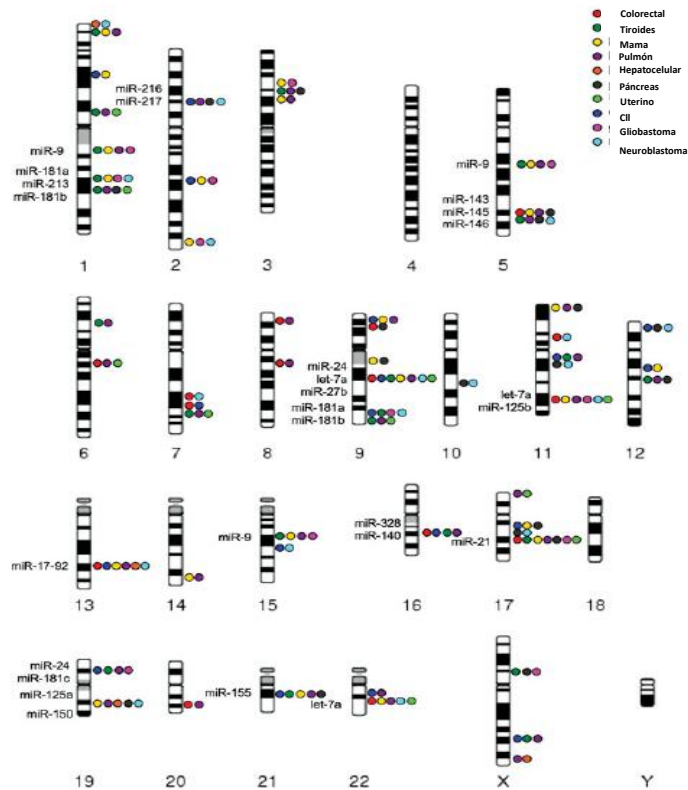 Colorectal
Tiroides
Mama
Pulmón
Hepatocelular
Páncreas
Uterino
Cll
Gliobastoma
Neuroblastoma
miR-9
miR-181a
miR-213
miR-181b
1
miR-216
miR-217
2
3
4
miR-9
miR-143
miR-145
miR-146
5
6
7
8
miR-24
let-7a
miR-27b
miR-181a
miR-181b
9
10
let-7a
miR-125b
11
12
miR-17-92
13
14
miR-9
15
miR-328
miR-140
16
miR-21
17
18
miR-24
miR-181c
miR-125a
miR-150
19
20
miR-155
21
let-7a
22
X
Y